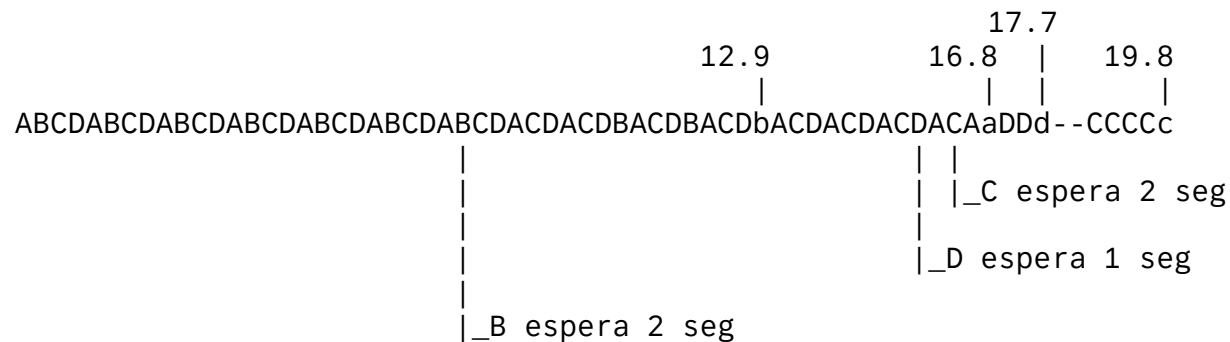 17.7
12.9 16.8 | 19.8
| | | |
ABCDABCDABCDABCDABCDABCDABCDACDACDBACDBACDbACDACDACDACAaDDd--CCCCc
| | |
| | |_C espera 2 seg
| |
| |_D espera 1 seg
|
|_B espera 2 seg